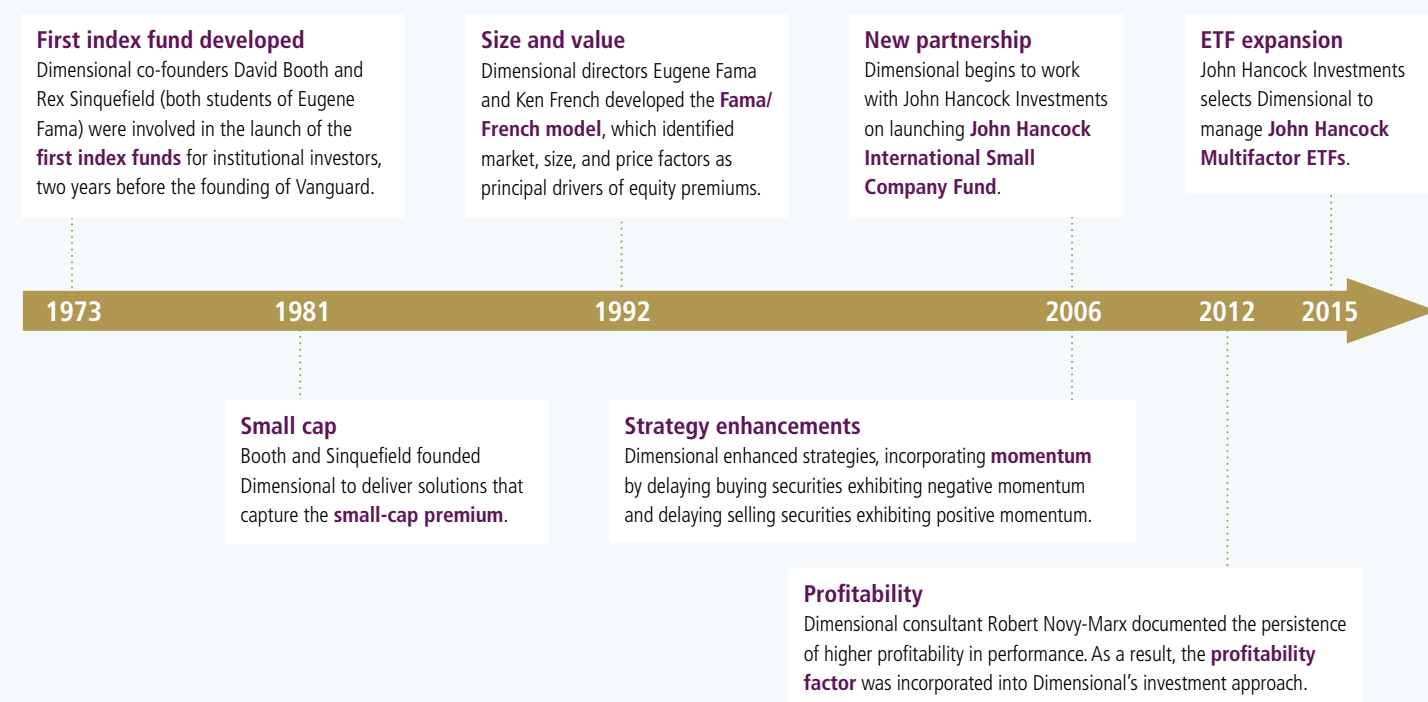 First index fund developed
Dimensional co-founders David Booth and
Rex Sinquefield (both students of Eugene
Fama) were involved in the launch of the
first index funds for institutional investors,
two years before the founding of Vanguard.
Size and value
Dimensional directors Eugene Fama
and Ken French developed the Fama/
French model, which identified
market, size, and price factors as
principal drivers of equity premiums.
New partnership
Dimensional begins to work
with John Hancock Investments
on launching John Hancock
International Small
Company Fund.
ETF expansion
John Hancock Investments
selects Dimensional to
manage John Hancock
Multifactor ETFs.
1973 1981 1992 2006 2012 2015
Small cap
Booth and Sinquefield founded
Dimensional to deliver solutions that
capture the small-cap premium.
Strategy enhancements
Dimensional enhanced strategies, incorporating momentum
by delaying buying securities exhibiting negative momentum
and delaying selling securities exhibiting positive momentum.
Profitability
Dimensional consultant Robert Novy-Marx documented the persistence
of higher profitability in performance. As a result, the profitability
factor was incorporated into Dimensional's investment approach.